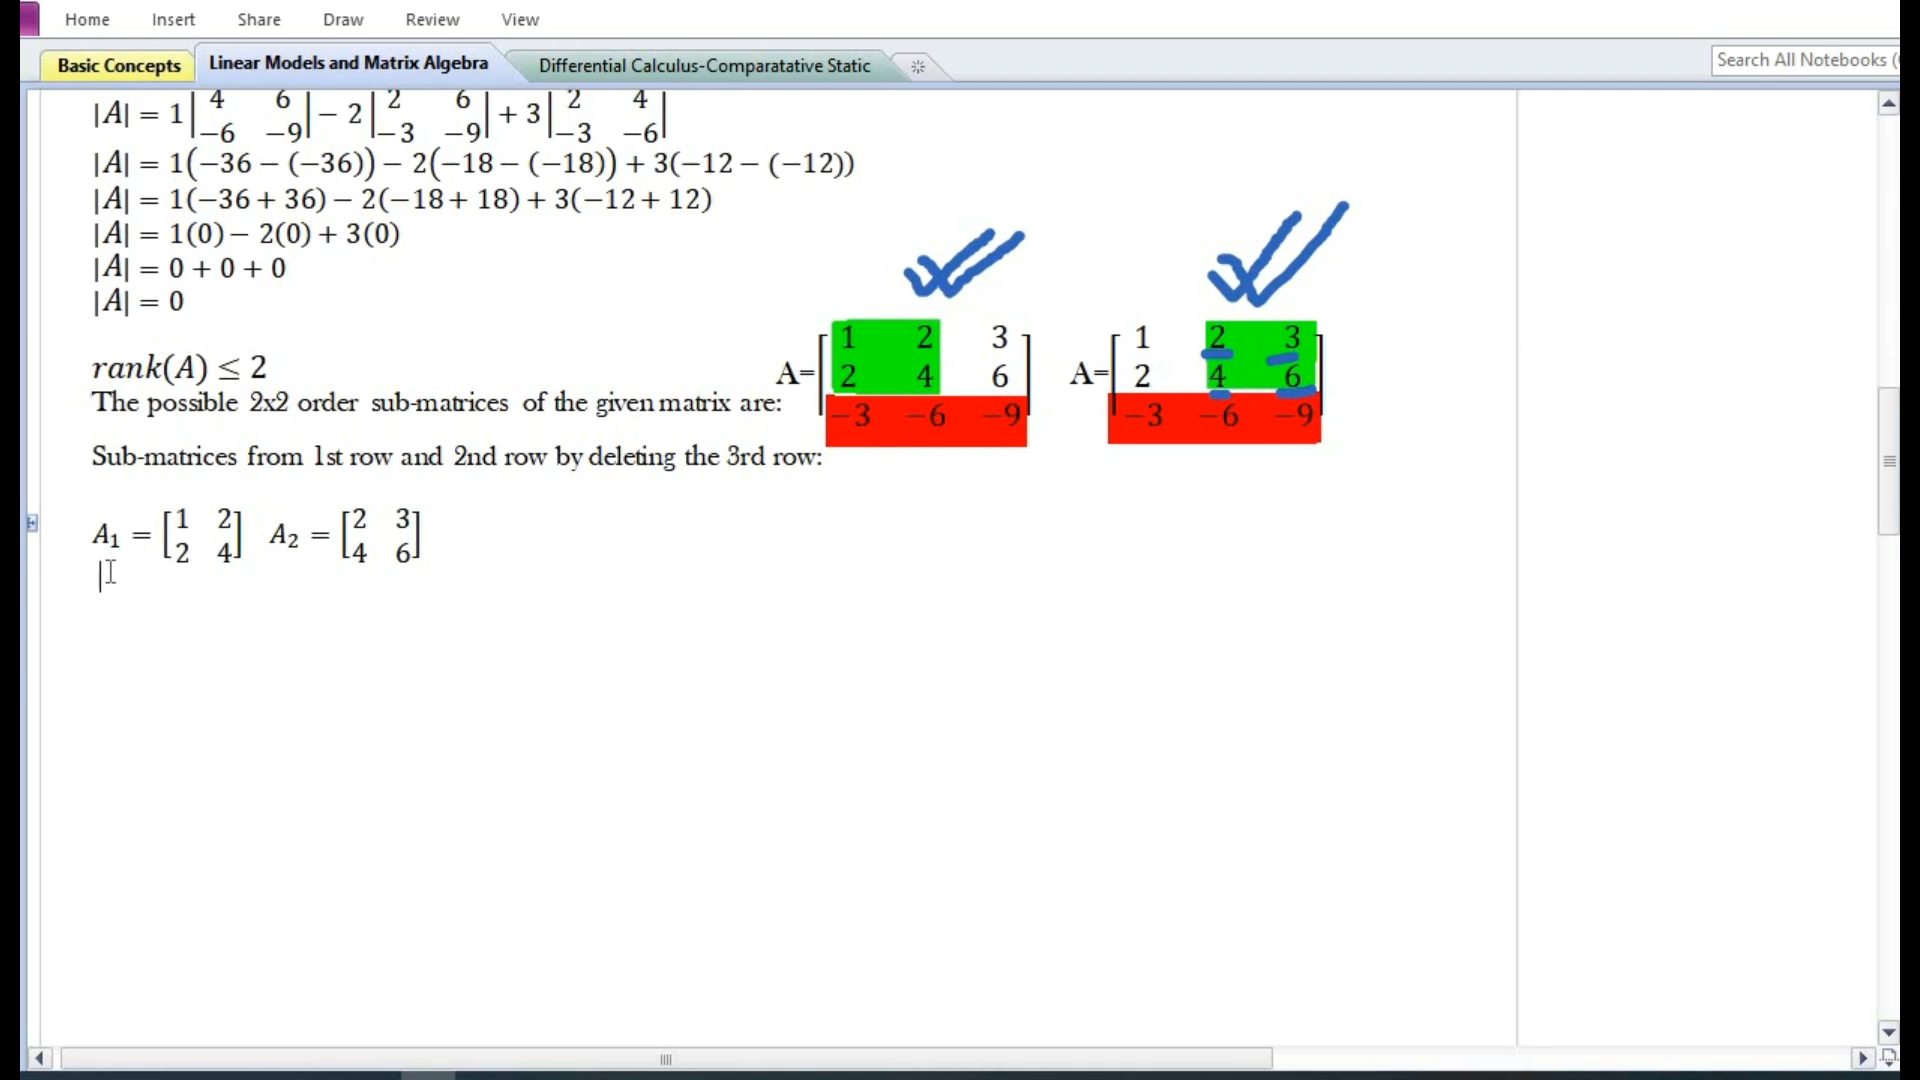 Home Insert Share Draw Review View
Basic Concepts Linear Models and Matrix Algebra Differential Calculus-Comparatative Static Search All Notebooks (
|A| = 1|4 6 −6 −9| − 2|2 6 −3 −9| + 3|2 4 −3 −6|
|A| = 1(−36 − (−36)) − 2(−18 − (−18)) + 3(−12 − (−12))
|A| = 1(−36 + 36) − 2(−18 + 18) + 3(−12 + 12)
|A| = 1(0) − 2(0) + 3(0)
|A| = 0 + 0 + 0
|A| = 0
rank(A) ≤ 2
The possible 2x2 order sub-matrices of the given matrix are:
A=[1 2 3
2 4 6
−3 −6 −9]
A=[1 2 3
2 4 6
−3 −6 −9]
Sub-matrices from 1st row and 2nd row by deleting the 3rd row:
A₁ = [1 2 2 4] A₂ = [2 3 4 6]